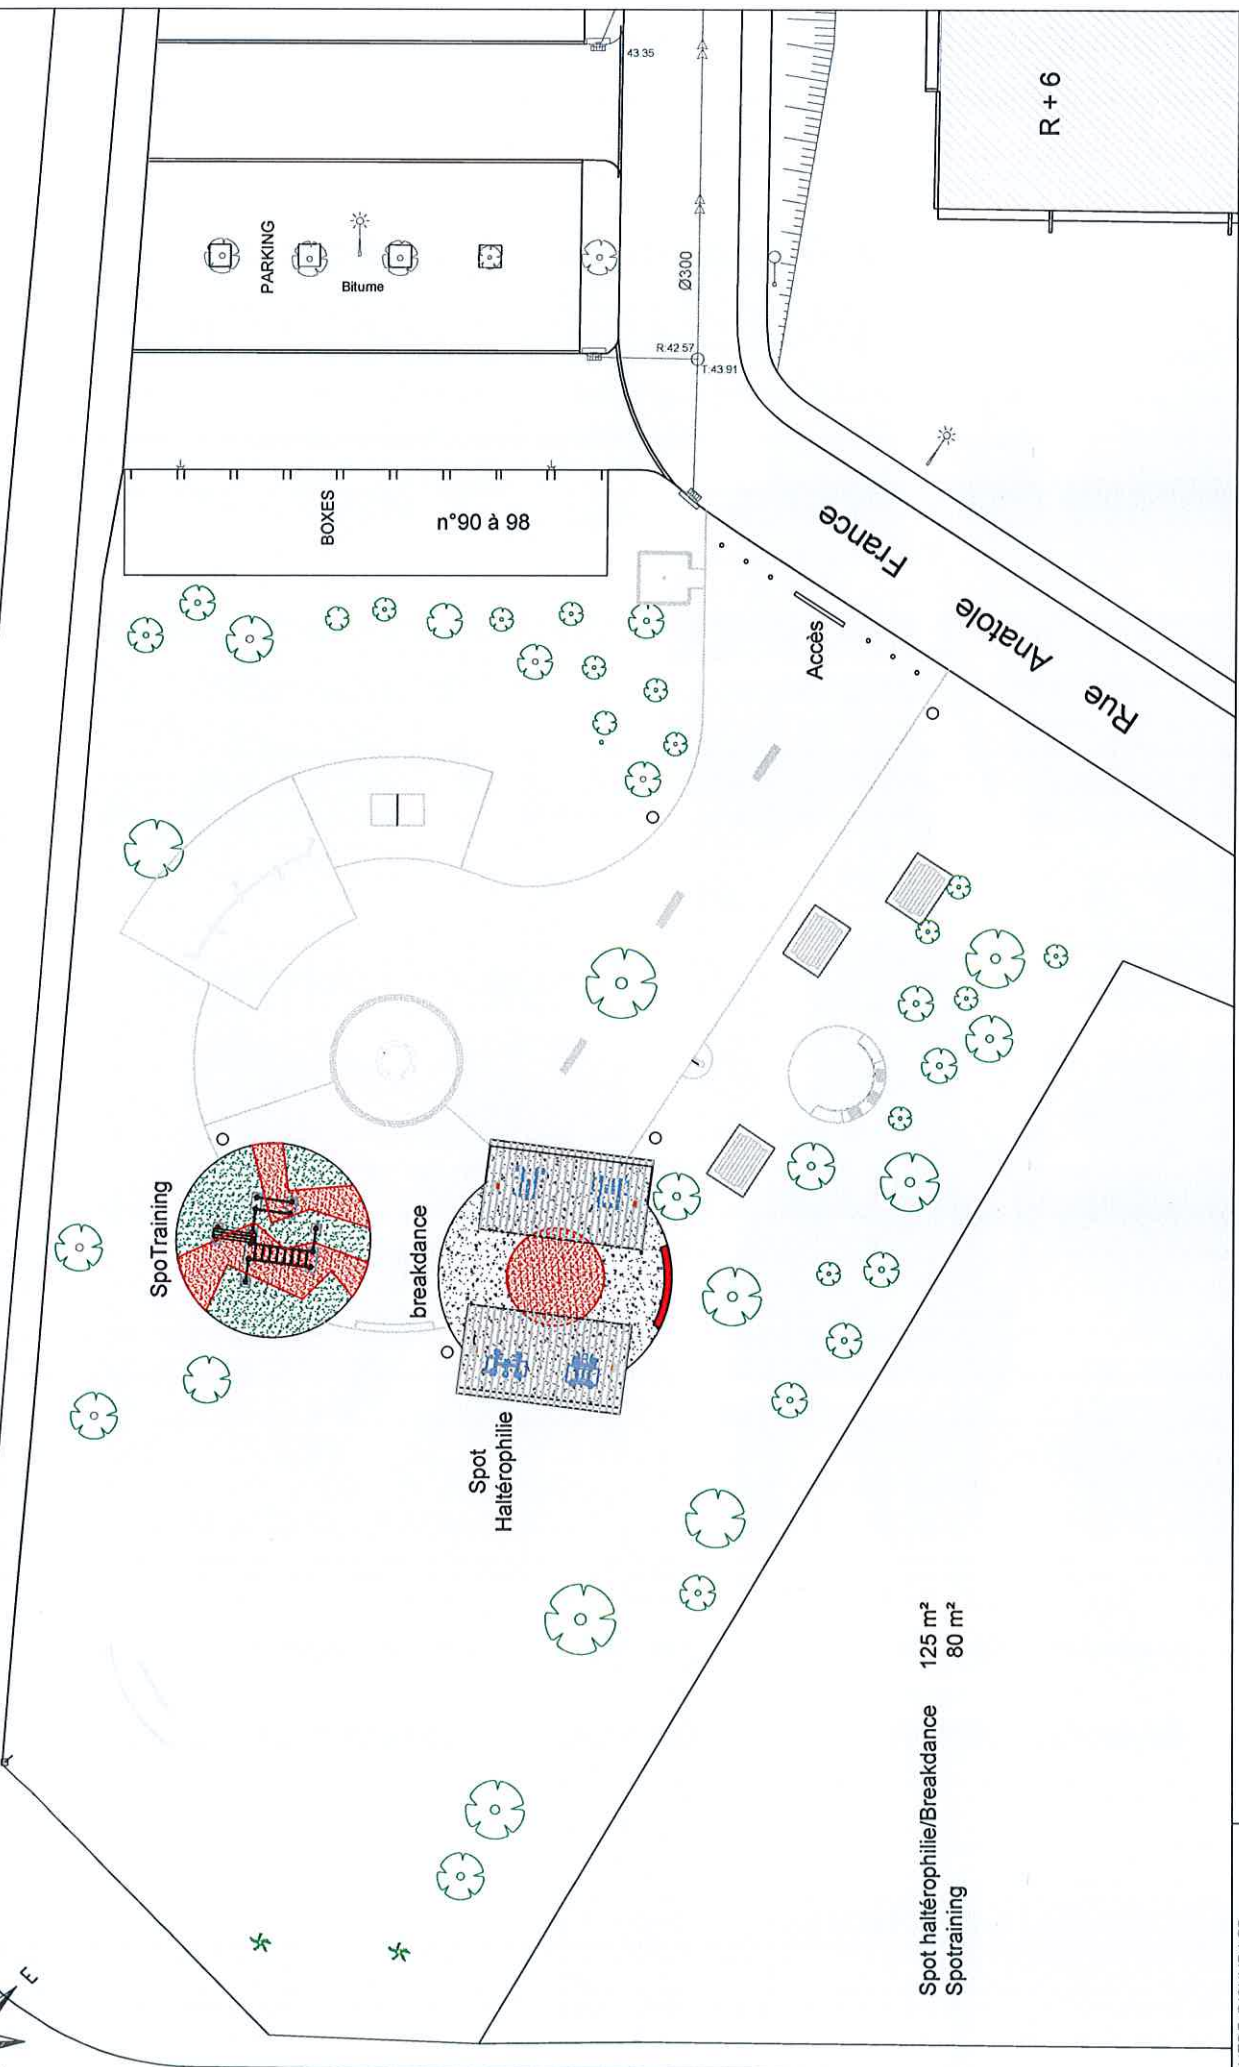 43.35
R + 6
PARKING
Bitume
Ø300
R:42.57
T:43.91
BOXES
n°90 à 98
Rue Anatole France
Accès
SpoTraining
breakdance
Spot
Haltérophilie
Spot haltérophilie/Breakdance 125 m²
Spotraining 80 m²
E